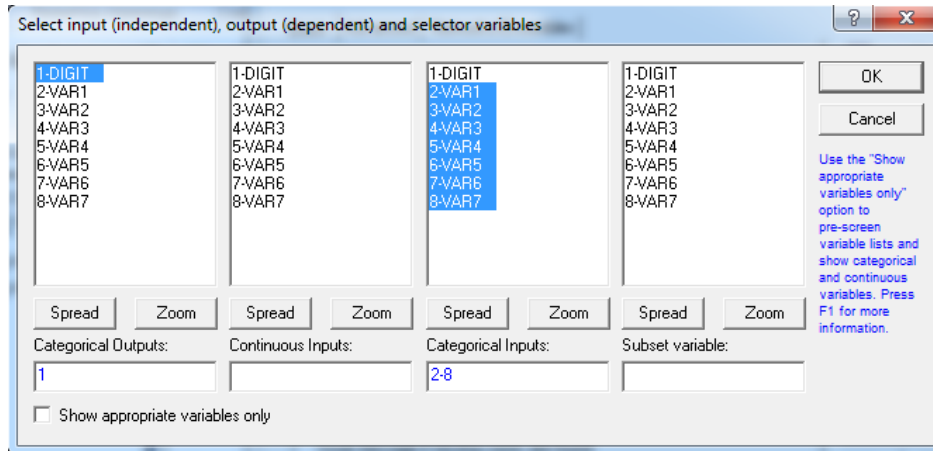 Select input (independent), output (dependent) and selector variables
1-DIGIT
2-VAR1
3-VAR2
4-VAR3
5-VAR4
6-VAR5
7-VAR6
8-VAR7
1-DIGIT
2-VAR1
3-VAR2
4-VAR3
5-VAR4
6-VAR5
7-VAR6
8-VAR7
1-DIGIT
2-VAR1
3-VAR2
4-VAR3
5-VAR4
6-VAR5
7-VAR6
8-VAR7
1-DIGIT
2-VAR1
3-VAR2
4-VAR3
5-VAR4
6-VAR5
7-VAR6
8-VAR7
OK
Cancel
Use the "Show
appropriate
variables only"
option to
pre-screen
variable lists and
show categorical
and continuous
variables. Press
F1 for more
information.
Spread Zoom Spread Zoom Spread Zoom Spread Zoom
Categorical Outputs: Continuous Inputs: Categorical Inputs: Subset variable:
1 2-8
Show appropriate variables only